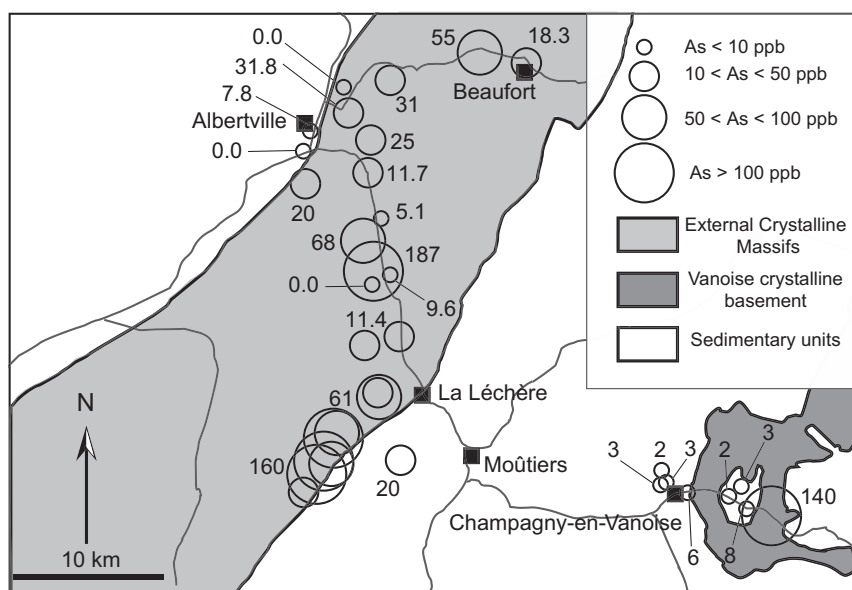 0.0
55
18.3
31.8
7.8
Beaufort
31
Albertville
25
0.0
11.7
20
5.1
68
187
0.0
9.6
11.4
61
La Léchère
N
160
20
Moûtiers
3
2
3
2
3
Champagny-en-Vanoise
140
6
8
10 km
As < 10 ppb
10 < As < 50 ppb
50 < As < 100 ppb
As > 100 ppb
External Crystalline
Massifs
Vanoise crystalline
basement
Sedimentary units